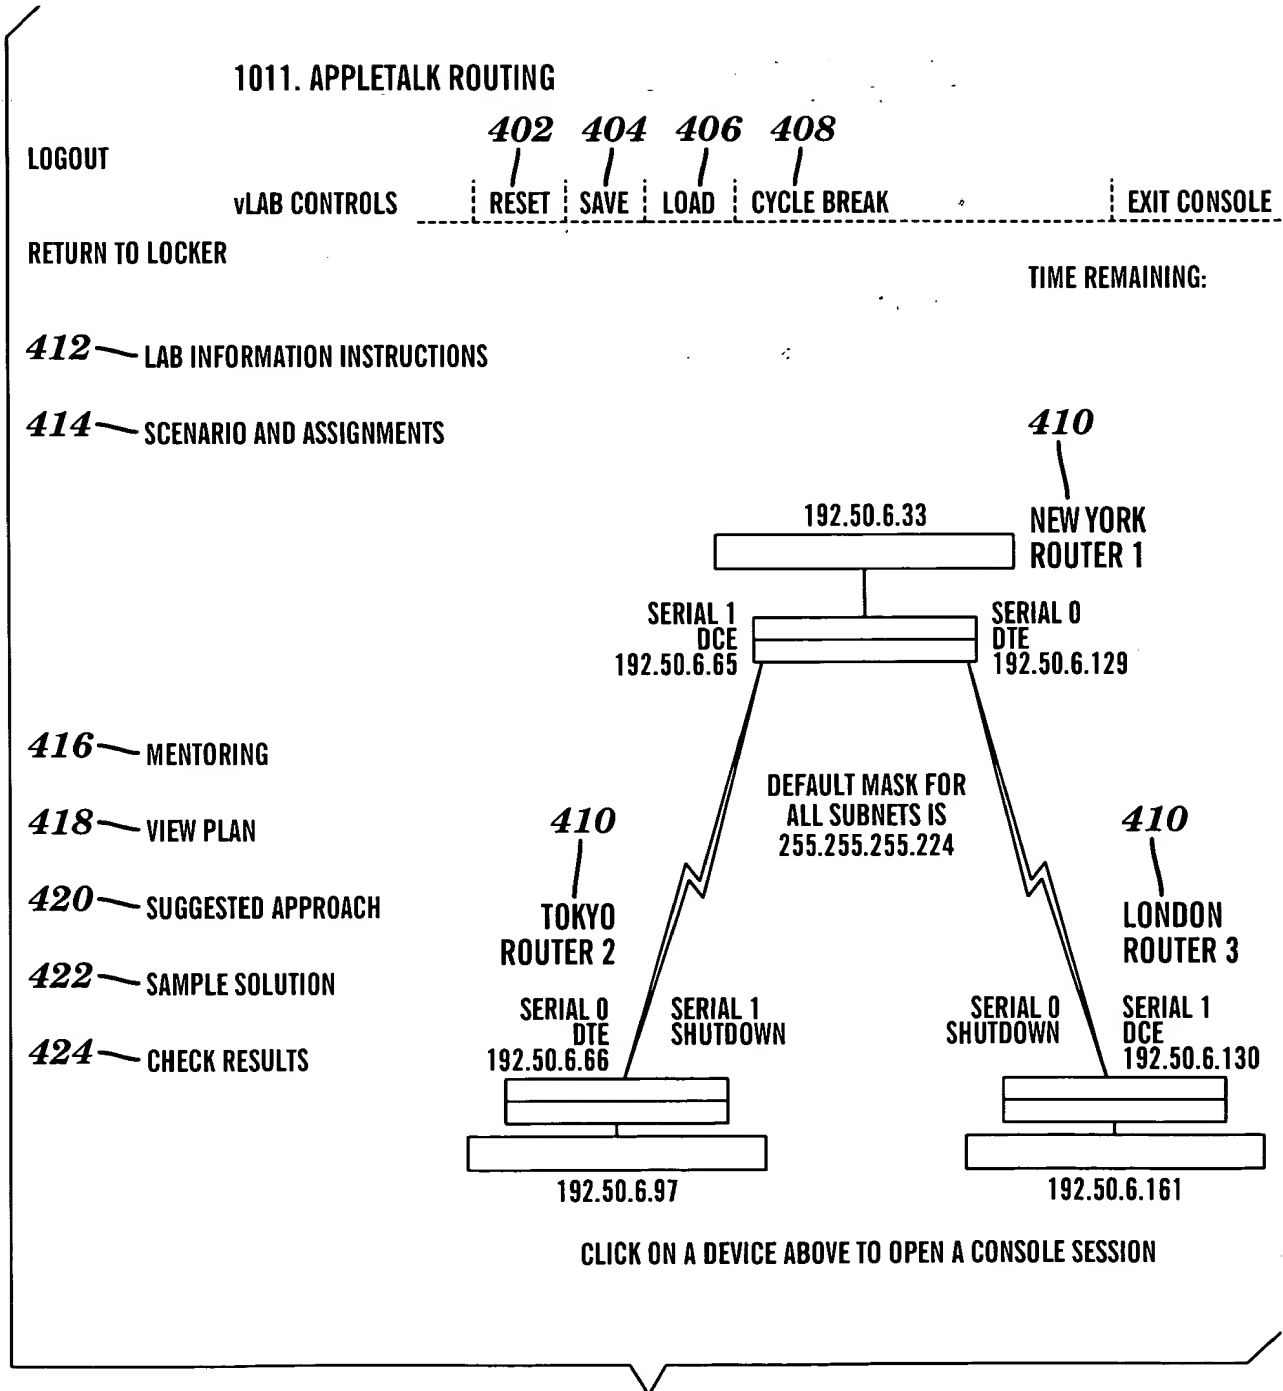 1011. APPLETALK ROUTING
402 404 406 408
LOGOUT
vLAB CONTROLS RESET SAVE LOAD CYCLE BREAK EXIT CONSOLE
RETURN TO LOCKER
TIME REMAINING:
412 LAB INFORMATION INSTRUCTIONS
414 SCENARIO AND ASSIGNMENTS
410
192.50.6.33
NEW YORK
ROUTER 1
SERIAL 1
DCE
192.50.6.65
SERIAL 0
DTE
192.50.6.129
416 MENTORING
418 VIEW PLAN
420 SUGGESTED APPROACH
422 SAMPLE SOLUTION
424 CHECK RESULTS
DEFAULT MASK FOR
ALL SUBNETS IS
255.255.255.224
410
TOKYO
ROUTER 2
410
LONDON
ROUTER 3
SERIAL 0
DTE
192.50.6.66
SERIAL 1
SHUTDOWN
SERIAL 0
SHUTDOWN
SERIAL 1
DCE
192.50.6.130
192.50.6.97
192.50.6.161
CLICK ON A DEVICE ABOVE TO OPEN A CONSOLE SESSION